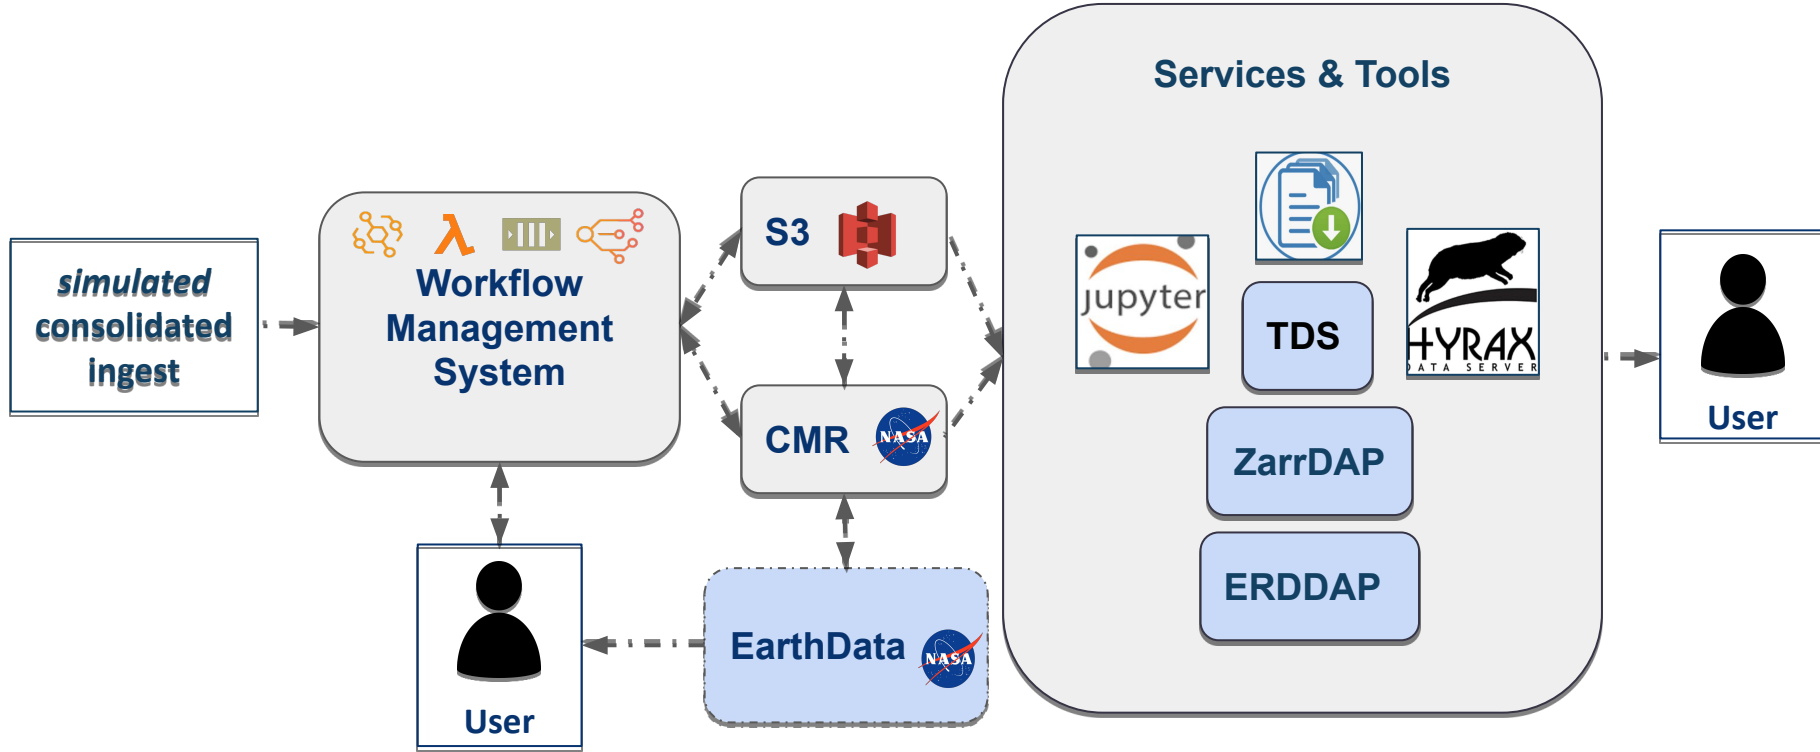 simulated
consolidated
ingest
Workflow
Management
System
User
S3
CMR
NASA
EarthData
NASA
Services & Tools
jupyter
TDS
HYRAX
DATA SERVER
ZarrDAP
ERDDAP
User